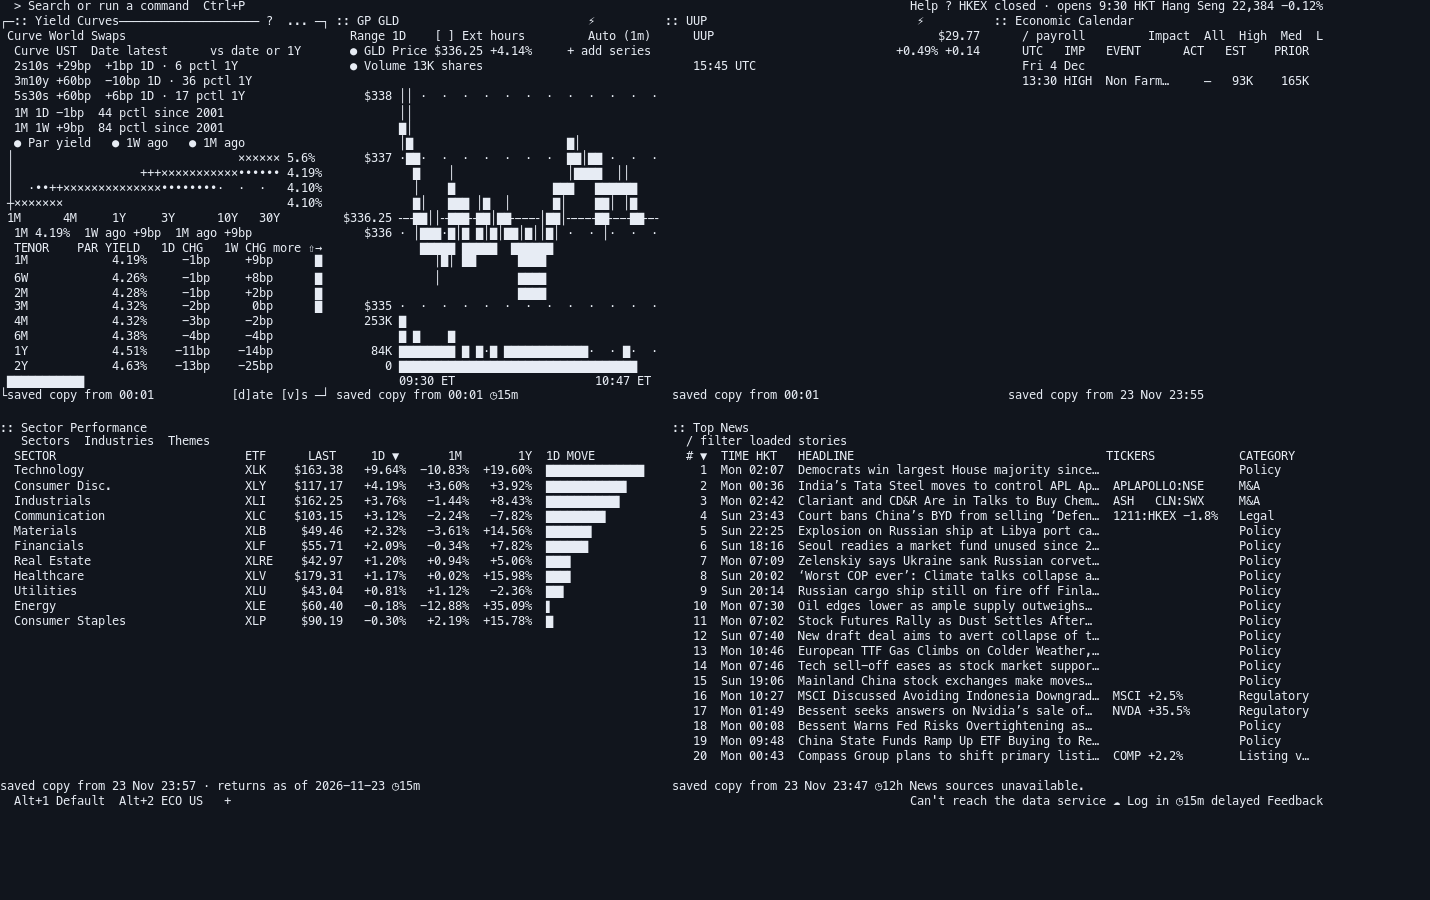 > Search or run a command  Ctrl+P
Help ? HKEX closed · opens 9:30 HKT Hang Seng 22,384 −0.12%
:: Yield Curves ? ...
:: GP GLD ⚡
:: UUP ⚡
:: Economic Calendar
Curve World Swaps
Range 1D [ ] Ext hours Auto (1m)
UUP $29.77
/ payroll Impact All High Med L
Curve UST Date latest vs date or 1Y
● GLD Price $336.25 +4.14% + add series
+0.49% +0.14
UTC IMP EVENT ACT EST PRIOR
2s10s +29bp +1bp 1D · 6 pctl 1Y
● Volume 13K shares
15:45 UTC
Fri 4 Dec
3m10y +60bp −10bp 1D · 36 pctl 1Y
13:30 HIGH Non Farm… — 93K 165K
5s30s +60bp +6bp 1D · 17 pctl 1Y
$338
1M 1D −1bp 44 pctl since 2001
1M 1W +9bp 84 pctl since 2001
● Par yield ● 1W ago ● 1M ago
5.6%
$337
4.19%
4.10%
4.10%
1M 4M 1Y 3Y 10Y 30Y
$336.25
1M 4.19% 1W ago +9bp 1M ago +9bp
$336
TENOR PAR YIELD 1D CHG 1W CHG more ⇧→
1M 4.19% −1bp +9bp
6W 4.26% −1bp +8bp
2M 4.28% −1bp +2bp
3M 4.32% −2bp 0bp
$335
4M 4.32% −3bp −2bp
253K
6M 4.38% −4bp −4bp
1Y 4.51% −11bp −14bp
84K
2Y 4.63% −13bp −25bp
0
09:30 ET 10:47 ET
saved copy from 00:01 [d]ate [v]s
saved copy from 00:01 ◷15m
saved copy from 00:01
saved copy from 23 Nov 23:55
:: Sector Performance
Sectors Industries Themes
SECTOR ETF LAST 1D ▼ 1M 1Y 1D MOVE
Technology XLK $163.38 +9.64% −10.83% +19.60%
Consumer Disc. XLY $117.17 +4.19% +3.60% +3.92%
Industrials XLI $162.25 +3.76% −1.44% +8.43%
Communication XLC $103.15 +3.12% −2.24% −7.82%
Materials XLB $49.46 +2.32% −3.61% +14.56%
Financials XLF $55.71 +2.09% −0.34% +7.82%
Real Estate XLRE $42.97 +1.20% +0.94% +5.06%
Healthcare XLV $179.31 +1.17% +0.02% +15.98%
Utilities XLU $43.04 +0.81% +1.12% −2.36%
Energy XLE $60.40 −0.18% −12.88% +35.09%
Consumer Staples XLP $90.19 −0.30% +2.19% +15.78%
saved copy from 23 Nov 23:57 · returns as of 2026−11−23 ◷15m
:: Top News
/ filter loaded stories
# ▼ TIME HKT HEADLINE TICKERS CATEGORY
1 Mon 02:07 Democrats win largest House majority since… Policy
2 Mon 00:36 India’s Tata Steel moves to control APL Ap… APLAPOLLO:NSE M&A
3 Mon 02:42 Clariant and CD&R Are in Talks to Buy Chem… ASH CLN:SWX M&A
4 Sun 23:43 Court bans China’s BYD from selling ‘Defen… 1211:HKEX −1.8% Legal
5 Sun 22:25 Explosion on Russian ship at Libya port ca… Policy
6 Sun 18:16 Seoul readies a market fund unused since 2… Policy
7 Mon 07:09 Zelenskiy says Ukraine sank Russian corvet… Policy
8 Sun 20:02 ‘Worst COP ever’: Climate talks collapse a… Policy
9 Sun 20:14 Russian cargo ship still on fire off Finla… Policy
10 Mon 07:30 Oil edges lower as ample supply outweighs… Policy
11 Mon 07:02 Stock Futures Rally as Dust Settles After… Policy
12 Sun 07:40 New draft deal aims to avert collapse of t… Policy
13 Mon 10:46 European TTF Gas Climbs on Colder Weather,… Policy
14 Mon 07:46 Tech sell−off eases as stock market suppor… Policy
15 Sun 19:06 Mainland China stock exchanges make moves… Policy
16 Mon 10:27 MSCI Discussed Avoiding Indonesia Downgrad… MSCI +2.5% Regulatory
17 Mon 01:49 Bessent seeks answers on Nvidia’s sale of… NVDA +35.5% Regulatory
18 Mon 00:08 Bessent Warns Fed Risks Overtightening as… Policy
19 Mon 09:48 China State Funds Ramp Up ETF Buying to Re… Policy
20 Mon 00:43 Compass Group plans to shift primary listi… COMP +2.2% Listing v…
saved copy from 23 Nov 23:47 ◷12h News sources unavailable.
Alt+1 Default Alt+2 ECO US +
Can't reach the data service ☁ Log in ◷15m delayed Feedback